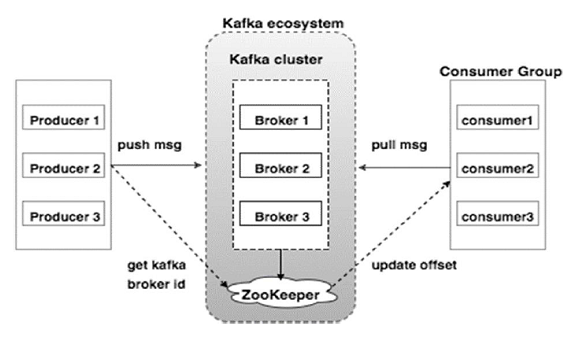 Kafka ecosystem
Kafka cluster
Consumer Group
Producer 1
Producer 2
Producer 3
push msg
Broker 1
Broker 2
Broker 3
pull msg
consumer1
consumer2
consumer3
get kafka
broker id
ZooKeeper
update offset